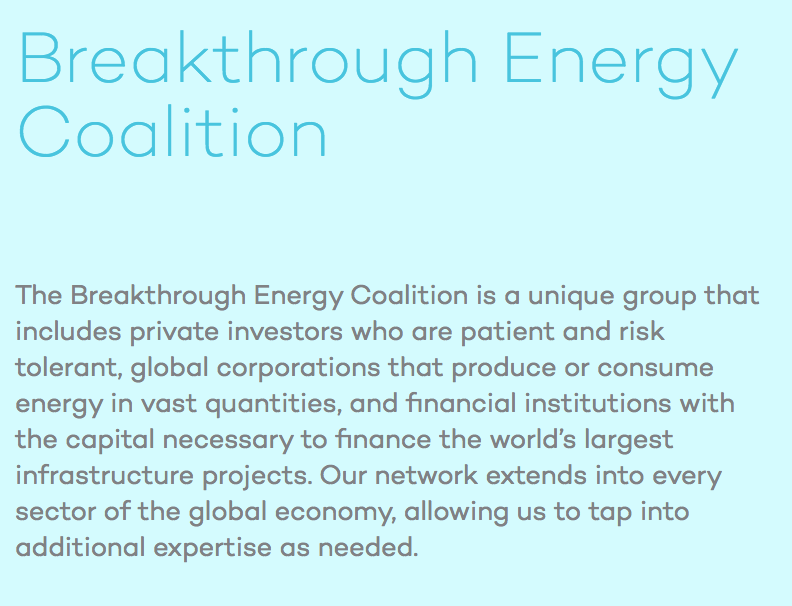 Breakthrough Energy
Coalition
The Breakthrough Energy Coalition is a unique group that
includes private investors who are patient and risk
tolerant, global corporations that produce or consume
energy in vast quantities, and financial institutions with
the capital necessary to finance the world’s largest
infrastructure projects. Our network extends into every
sector of the global economy, allowing us to tap into
additional expertise as needed.